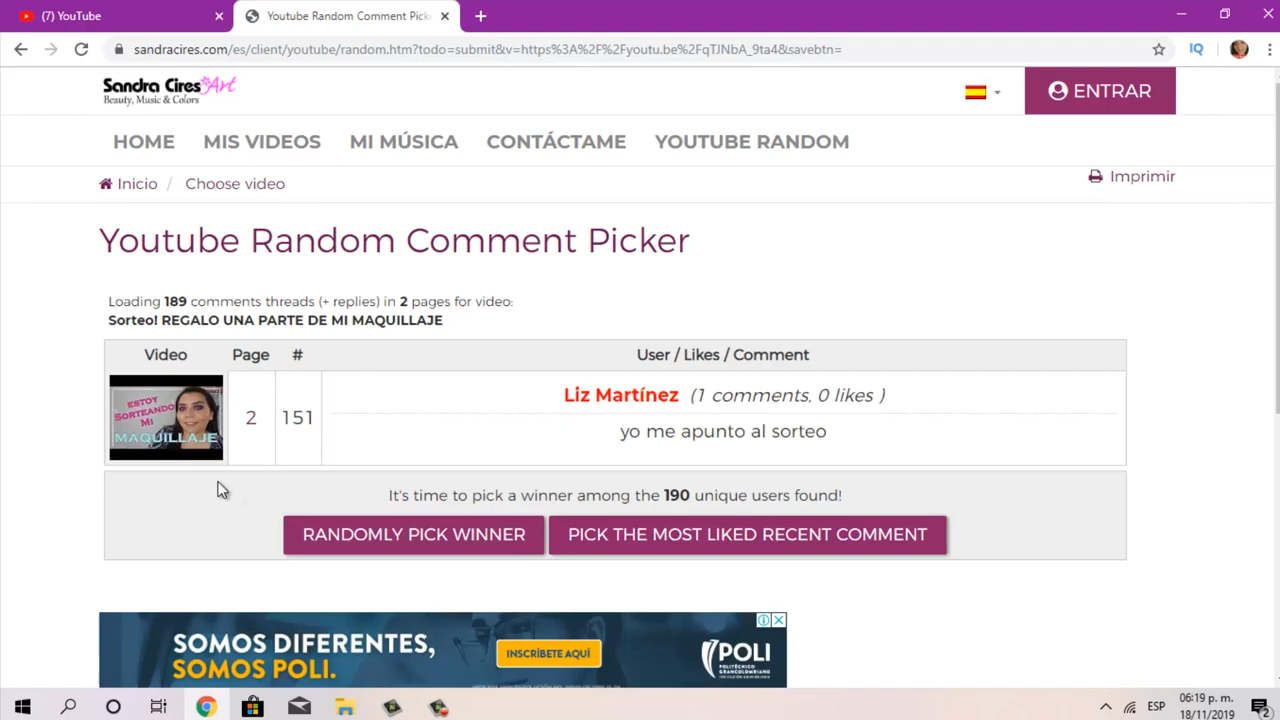 (7) YouTube
Youtube Random Comment Pick
sandracires.com/es/client/youtube/random.htm?todo=submit&v=https%3A%2F%2Fyoutu.be%2FqTJNbA_9ta4&savebtn=
IQ
Sandra Cires Art
Beauty, Music & Colors
ENTRAR
HOME MIS VIDEOS MI MÚSICA CONTÁCTAME YOUTUBE RANDOM
Inicio / Choose video
Imprimir
Youtube Random Comment Picker
Loading 189 comments threads (+ replies) in 2 pages for video:
Sorteo! REGALO UNA PARTE DE MI MAQUILLAJE
Video Page # User / Likes / Comment
ESTOY
SORTEANDO
MI
MAQUILLAJE
2 151
Liz Martínez (1 comments, 0 likes )
yo me apunto al sorteo
It's time to pick a winner among the 190 unique users found!
RANDOMLY PICK WINNER PICK THE MOST LIKED RECENT COMMENT
SOMOS DIFERENTES,
SOMOS POLI.
INSCRÍBETE AQUÍ
POLI
POLITÉCNICO
GRANCOLOMBIANO
ESP
06:19 p. m.
18/11/2019
2